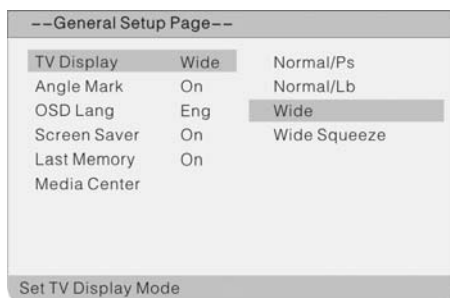 --General Setup Page--
TV Display Wide Normal/Ps
Angle Mark On Normal/Lb
OSD Lang Eng Wide
Screen Saver On Wide Squeeze
Last Memory On
Media Center
Set TV Display Mode